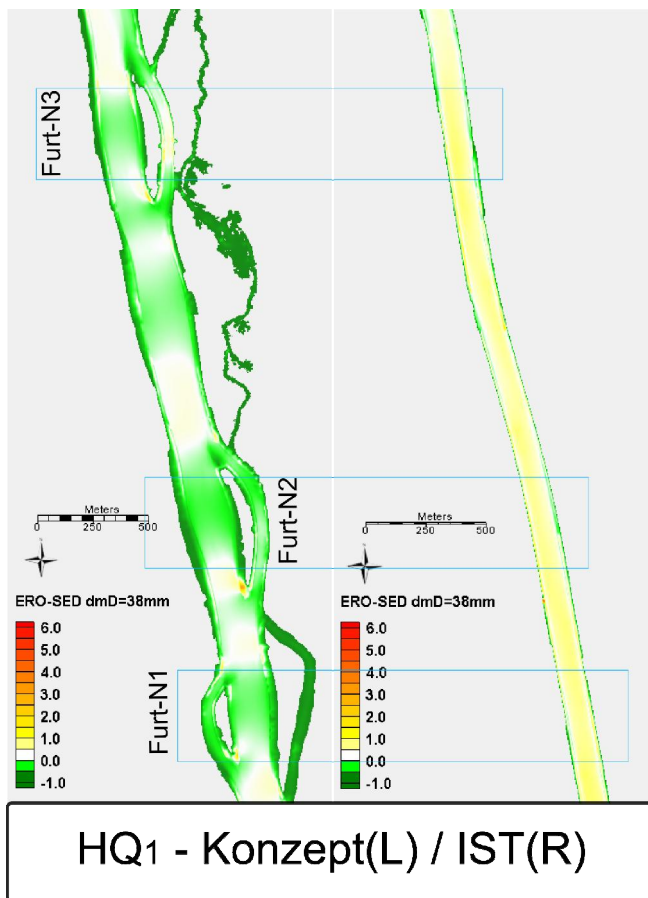 Furt-N3
Furt-N2
Furt-N1
Meters
0 250 500
ERO-SED dmD=38mm
6.0
5.0
4.0
3.0
2.0
1.0
0.0
-1.0
Meters
0 250 500
ERO-SED dmD=38mm
6.0
5.0
4.0
3.0
2.0
1.0
0.0
-1.0
HQ1 - Konzept(L) / IST(R)